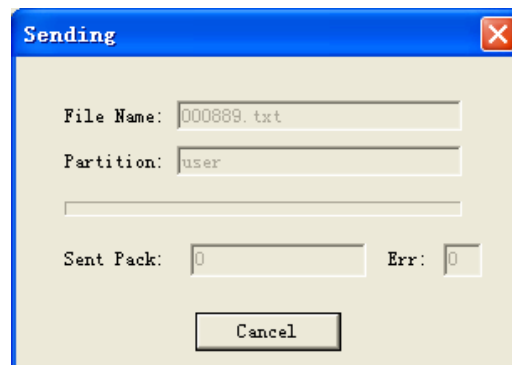 Sending
File Name: 000889.txt
Partition: user
Sent Pack: 0 Err: 0
Cancel